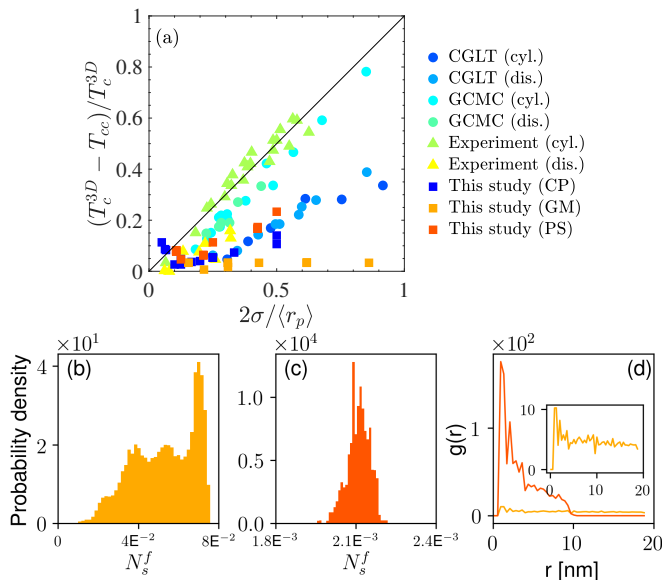 (a)
(T_c^{3D} − T_{cc})/T_c^{3D}
1
0.8
0.6
0.4
0.2
0
0 0.5 1
2σ/⟨r_p⟩
CGLT (cyl.)
CGLT (dis.)
GCMC (cyl.)
GCMC (dis.)
Experiment (cyl.)
Experiment (dis.)
This study (CP)
This study (GM)
This study (PS)
×10^1
(b)
Probability density
4
2
0
0 4E−2 8E−2
N_s^f
×10^4
(c)
1.0
0.5
0.0
1.8E−3 2.1E−3 2.4E−3
N_s^f
×10^2
(d)
g(r)
1
0
0 10 20
r [nm]
10
0
0 10 20